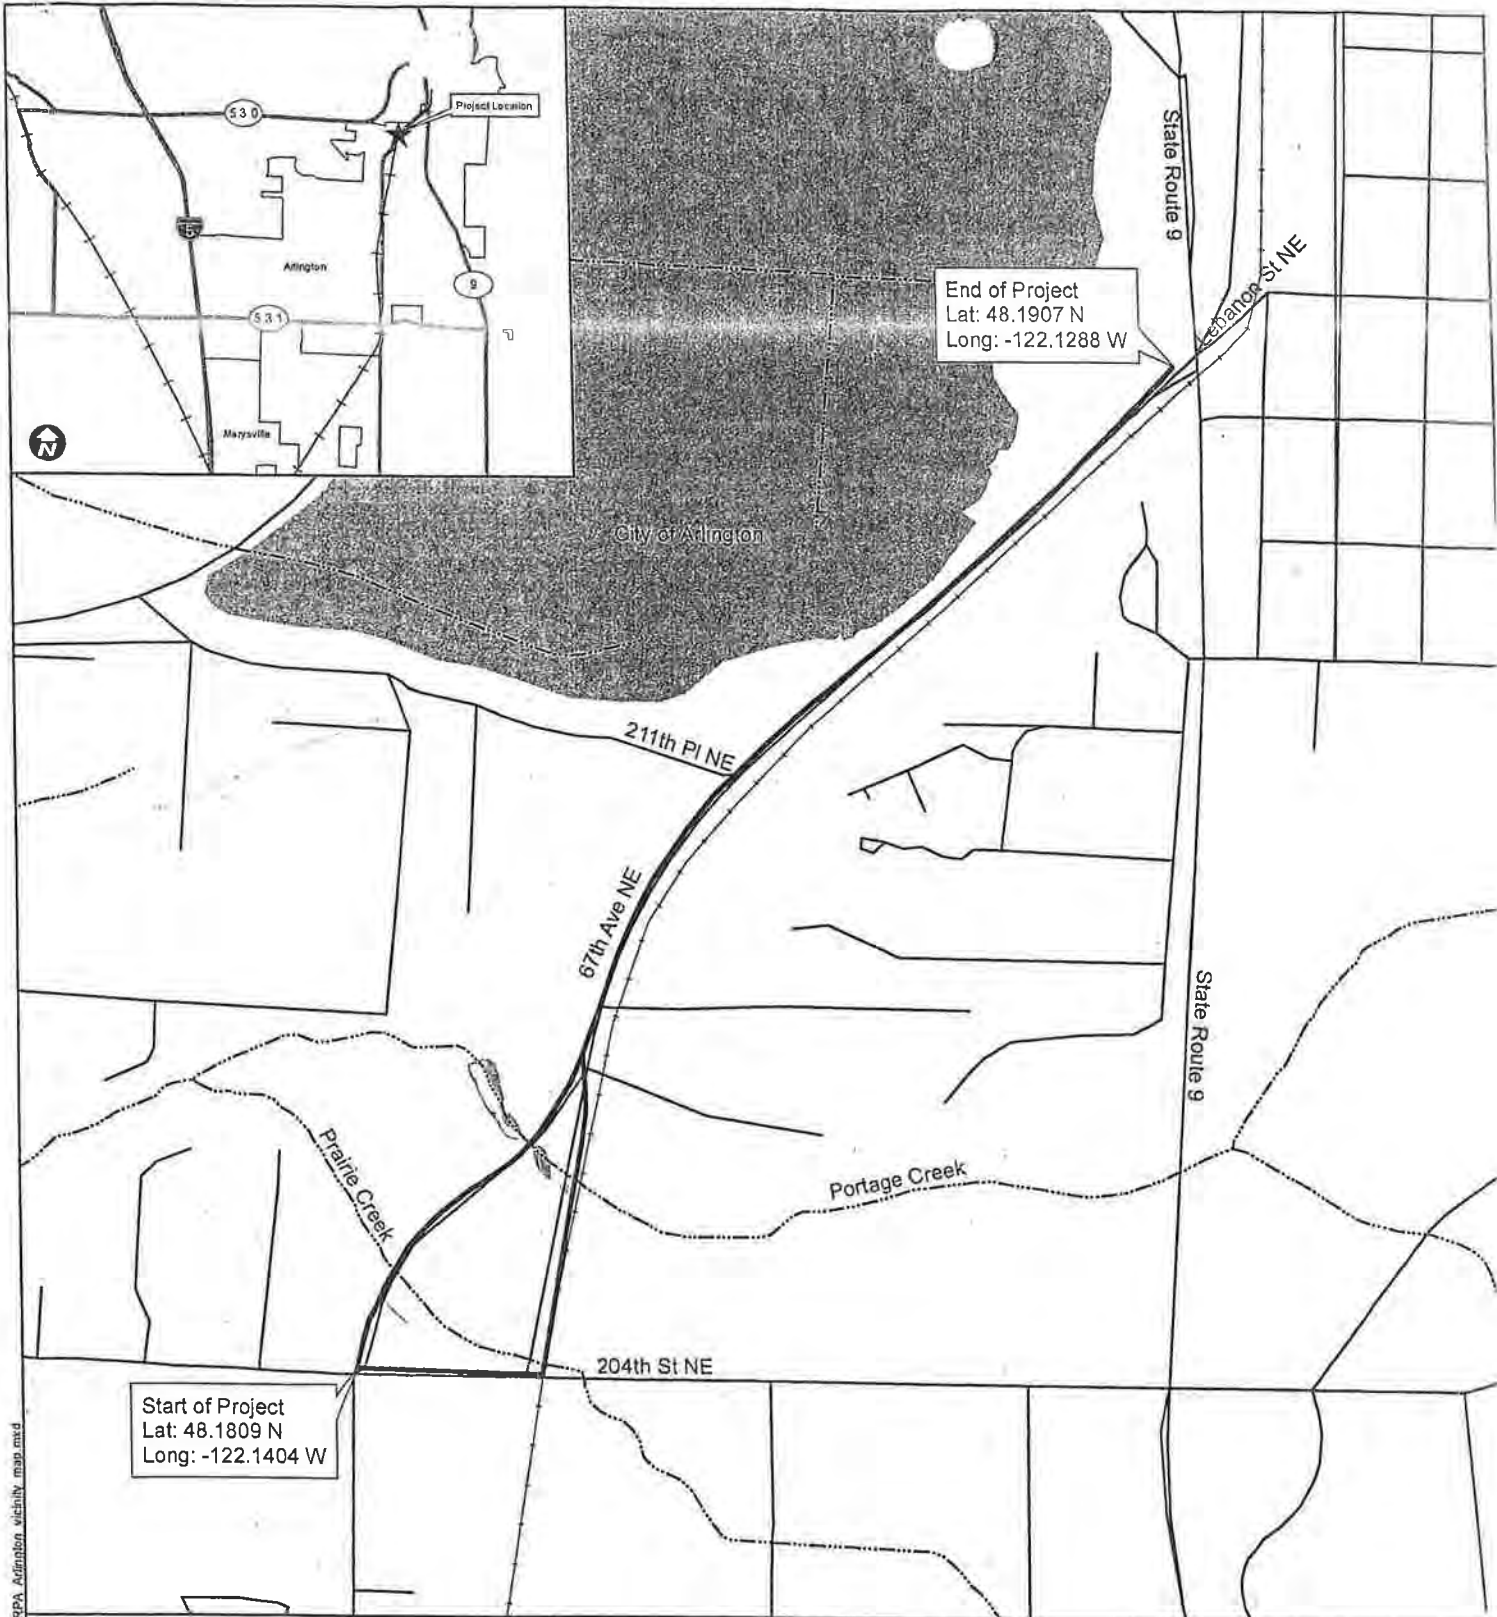 530
Project Location
5
Arlington
9
531
Marysville
N
State Route 9
Lebanon St NE
End of Project
Lat: 48.1907 N
Long: -122.1288 W
City of Arlington
211th Pl NE
67th Ave NE
State Route 9
Prairie Creek
Portage Creek
204th St NE
Start of Project
Lat: 48.1809 N
Long: -122.1404 W
RPA Arlington vicinity map.mxd